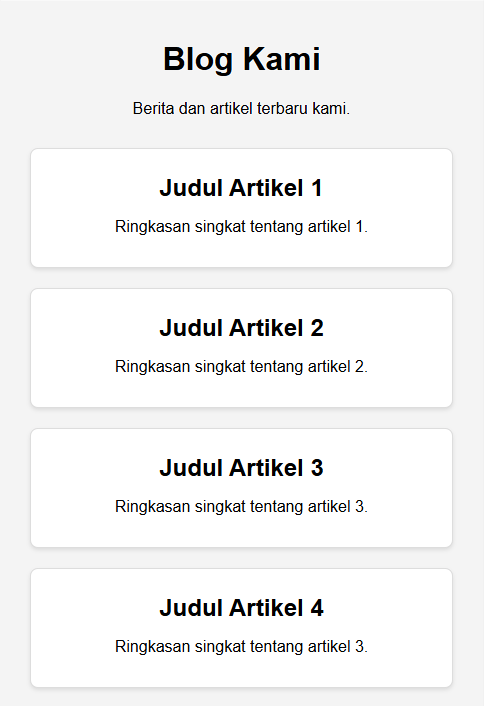 Blog Kami
Berita dan artikel terbaru kami.
Judul Artikel 1
Ringkasan singkat tentang artikel 1.
Judul Artikel 2
Ringkasan singkat tentang artikel 2.
Judul Artikel 3
Ringkasan singkat tentang artikel 3.
Judul Artikel 4
Ringkasan singkat tentang artikel 3.